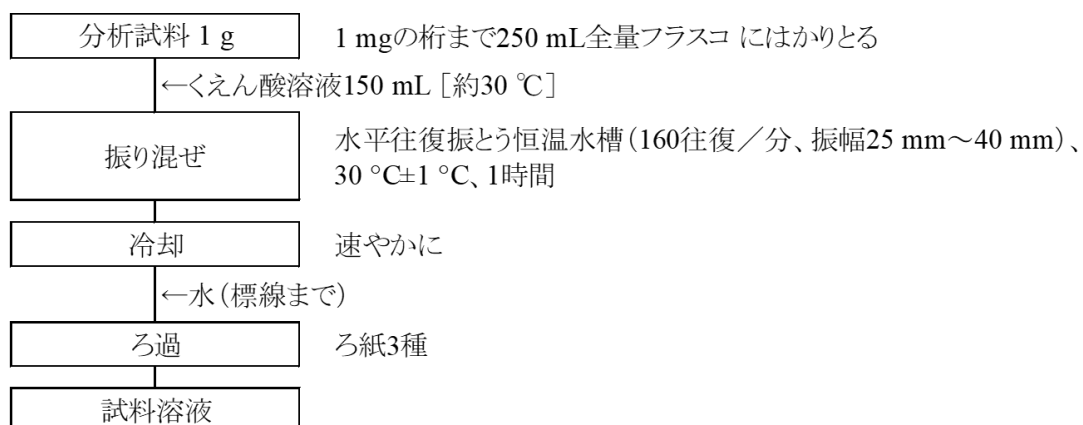 分析試料 1 g
1 mgの桁まで250 mL全量フラスコ にはかりとる
←くえん酸溶液150 mL [約30 ℃]
振り混ぜ
水平往復振とう恒温水槽(160往復/分、振幅25 mm~40 mm)、
30 °C±1 °C、1時間
冷却
速やかに
←水(標線まで)
ろ過
ろ紙3種
試料溶液